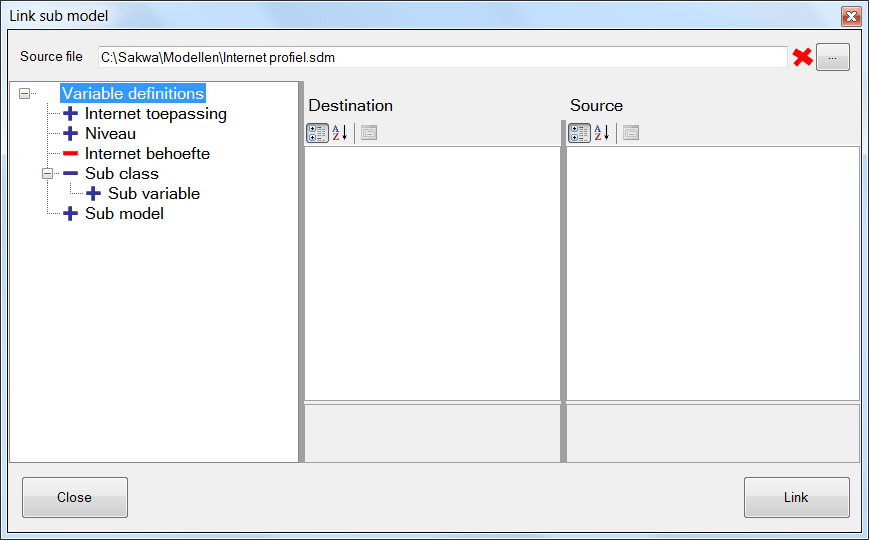 Link sub model
Source file C:\Sakwa\Modellen\Internet profiel.sdm ...
Variable definitions
Internet toepassing
Niveau
Internet behoefte
Sub class
Sub variable
Sub model
Destination
A
Z
Source
A
Z
Close
Link